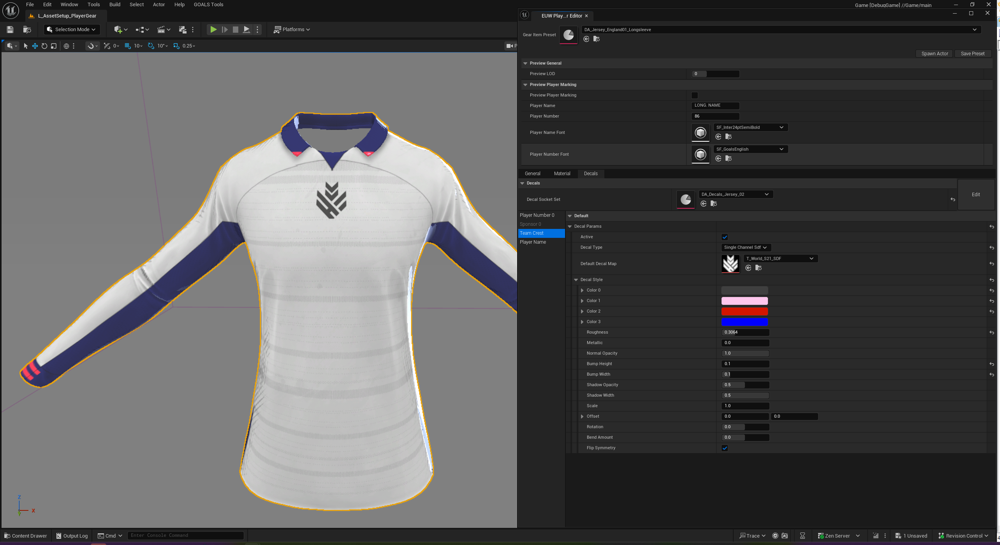 File Edit Window Tools Build Select Actor Help GOALS Tools
Game [DebugGame] //Game/main
L_AssetSetup_PlayerGear
EUW Play...r Editor
Selection Mode
Platforms
0 10 10° 0.25
P
Gear Item Preset
DA_Jersey_England01_Longsleeve
Spawn Actor
Save Preset
Preview General
Preview LOD 0
Preview Player Marking
Preview Player Marking
Player Name LONG. NAME
Player Number 86
Player Name Font SF_Inter24ptSemiBold
Player Number Font SF_GoalsEnglish
General Material Decals
Decals
Decal Socket Set DA_Decals_Jersey_02
Edit
Player Number 0
Sponsor 0
Team Crest
Player Name
Default
Decal Params
Active
Decal Type Single Channel Sdf
Default Decal Map T_World_S21_SDF
Decal Style
Color 0
Color 1
Color 2
Color 3
Roughness 0.3064
Metallic 0.0
Normal Opacity 1.0
Bump Height 0.1
Bump Width 0.1
Shadow Opacity 0.5
Shadow Width 0.5
Scale 1.0
Offset 0.0 0.0
Rotation 0.0
Bend Amount 0.0
Flip Symmetry
Z
X
Y
Content Drawer Output Log Cmd Enter Console Command Trace Zen Server 1 Unsaved Revision Control
4